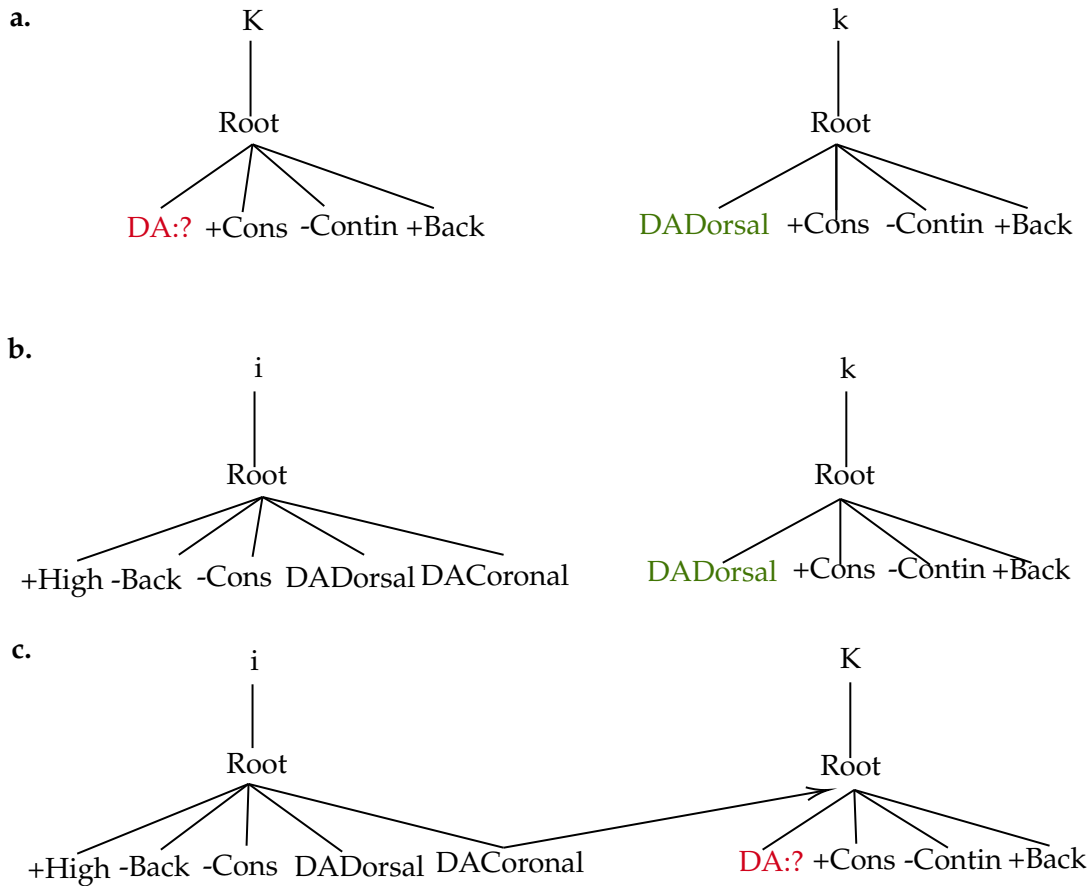 a.
K k
Root Root
DA:? +Cons -Contin +Back DADorsal +Cons -Contin +Back
b.
i k
Root Root
+High -Back -Cons DADorsal DACoronal DADorsal +Cons -Contin +Back
c.
i K
Root Root
+High -Back -Cons DADorsal DACoronal DA:? +Cons -Contin +Back